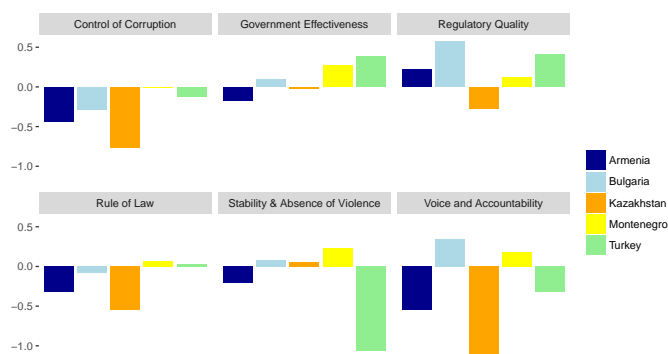 Control of Corruption
Government Effectiveness
Regulatory Quality
0.5
0.0
−0.5
−1.0
Rule of Law
Stability & Absence of Violence
Voice and Accountability
0.5
0.0
−0.5
−1.0
Armenia
Bulgaria
Kazakhstan
Montenegro
Turkey